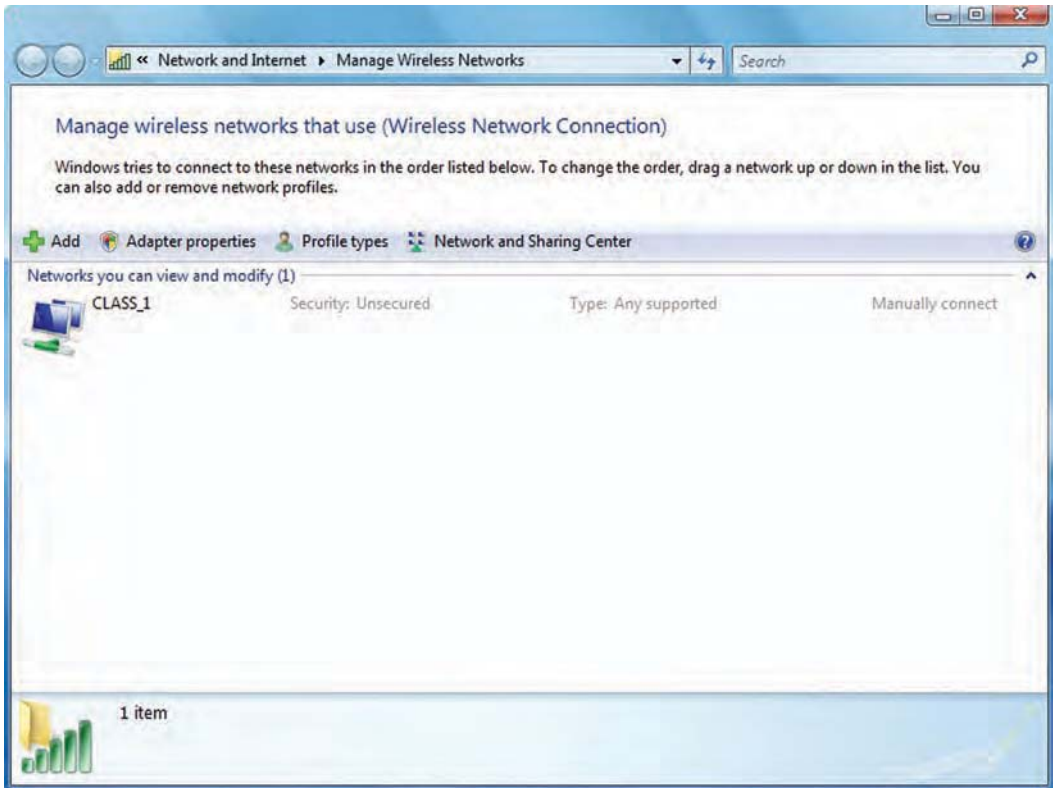 « Network and Internet ▸ Manage Wireless Networks Search
Manage wireless networks that use (Wireless Network Connection)
Windows tries to connect to these networks in the order listed below. To change the order, drag a network up or down in the list. You
can also add or remove network profiles.
Add Adapter properties Profile types Network and Sharing Center
Networks you can view and modify (1)
CLASS_1 Security: Unsecured Type: Any supported Manually connect
1 item